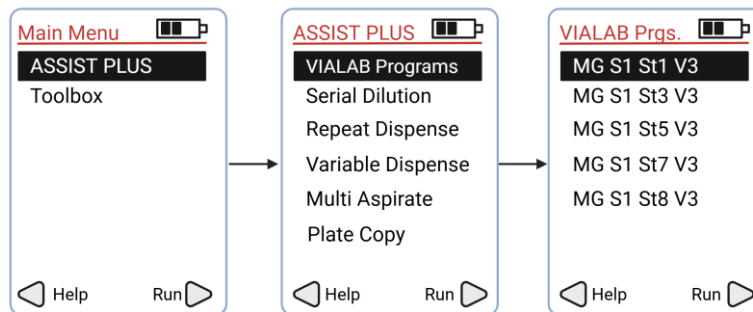 Main Menu
ASSIST PLUS
Toolbox
Help Run
ASSIST PLUS
VIALAB Programs
Serial Dilution
Repeat Dispense
Variable Dispense
Multi Aspirate
Plate Copy
Help Run
VIALAB Prgs.
MG S1 St1 V3
MG S1 St3 V3
MG S1 St5 V3
MG S1 St7 V3
MG S1 St8 V3
Help Run